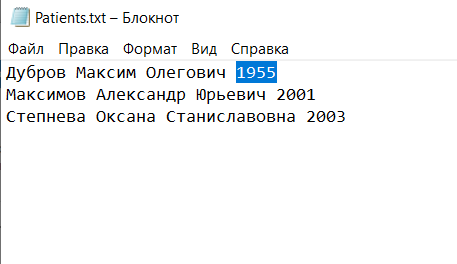 Patients.txt – Блокнот
Файл Правка Формат Вид Справка
Дубров Максим Олегович 1955
Максимов Александр Юрьевич 2001
Степнева Оксана Станиславовна 2003